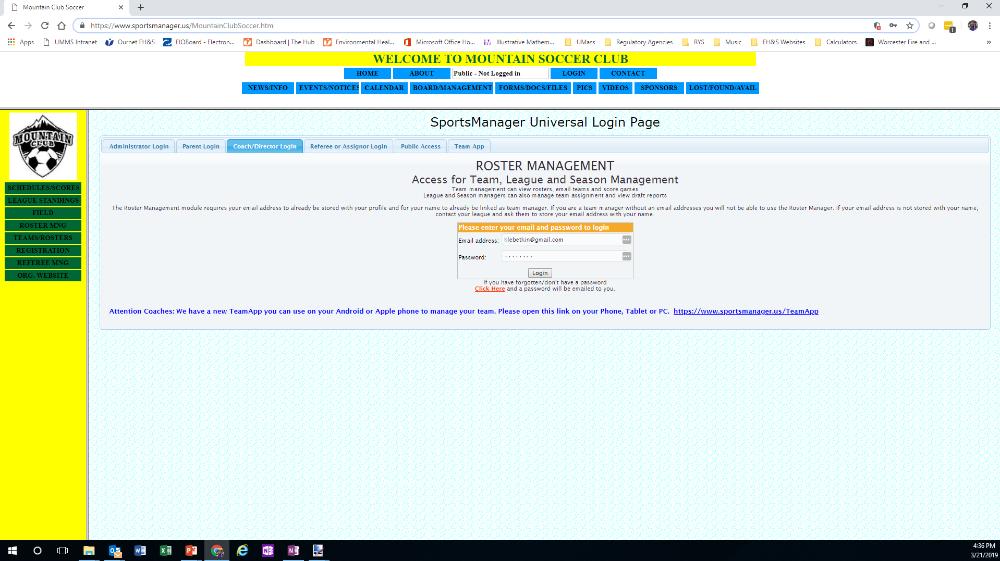 Mountain Club Soccer
https://www.sportsmanager.us/MountainClubSoccer.htm
1
Apps UMMS Intranet Ournet EH&S EIOBoard - Electron... Dashboard | The Hub Environmental Heal... Microsoft Office Ho... Illustrative Mathem... UMass Regulatory Agencies RYS Music EH&S Websites Calculators Worcester Fire and ... »
WELCOME TO MOUNTAIN SOCCER CLUB
HOME ABOUT Public - Not Logged in LOGIN CONTACT
NEWS/INFO EVENTS/NOTICES CALENDAR BOARD/MANAGEMENT FORMS/DOCS/FILES PICS VIDEOS SPONSORS LOST/FOUND/AVAIL
MOUNTAIN
CLUB
SCHEDULES/SCORES
LEAGUE STANDINGS
FIELD
ROSTER MNG
TEAMS/ROSTERS
REGISTRATION
REFEREE MNG
ORG. WEBSITE
SportsManager Universal Login Page
Administrator Login Parent Login Coach/Director Login Referee or Assignor Login Public Access Team App
ROSTER MANAGEMENT
Access for Team, League and Season Management
Team management can view rosters, email teams and score games
League and Season managers can also manage team assignment and view draft reports
The Roster Management module requires your email address to already be stored with your profile and for your name to already be linked as team manager. If you are a team manager without an email addresses you will not be able to use the Roster Manager. If your email address is not stored with your name,
contact your league and ask them to store your email address with your name.
Please enter your email and password to login
Email address: klebetkin@gmail.com
Password: ········
Login
If you have forgotten/don't have a password
Click Here and a password will be emailed to you.
Attention Coaches: We have a new TeamApp you can use on your Android or Apple phone to manage your team. Please open this link on your Phone, Tablet or PC. https://www.sportsmanager.us/TeamApp
4:36 PM
3/21/2019